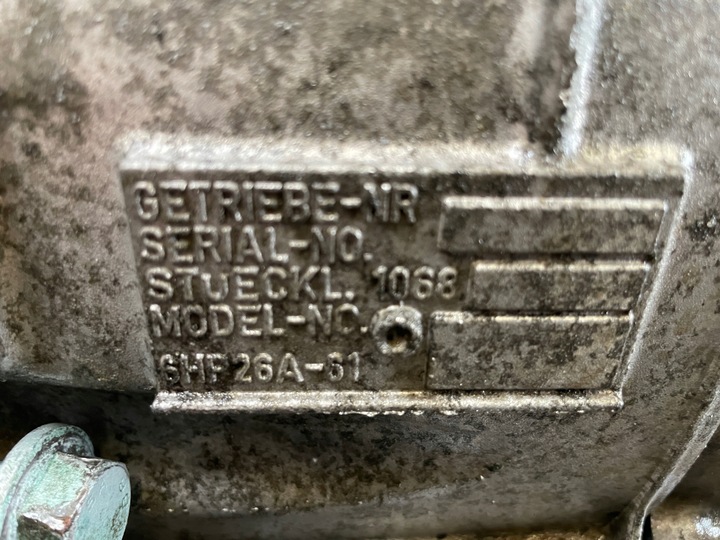 GETRIEBE-NR
SERIAL-NO.
STUECKL. 1068
MODEL-NO.
6HP26A-61